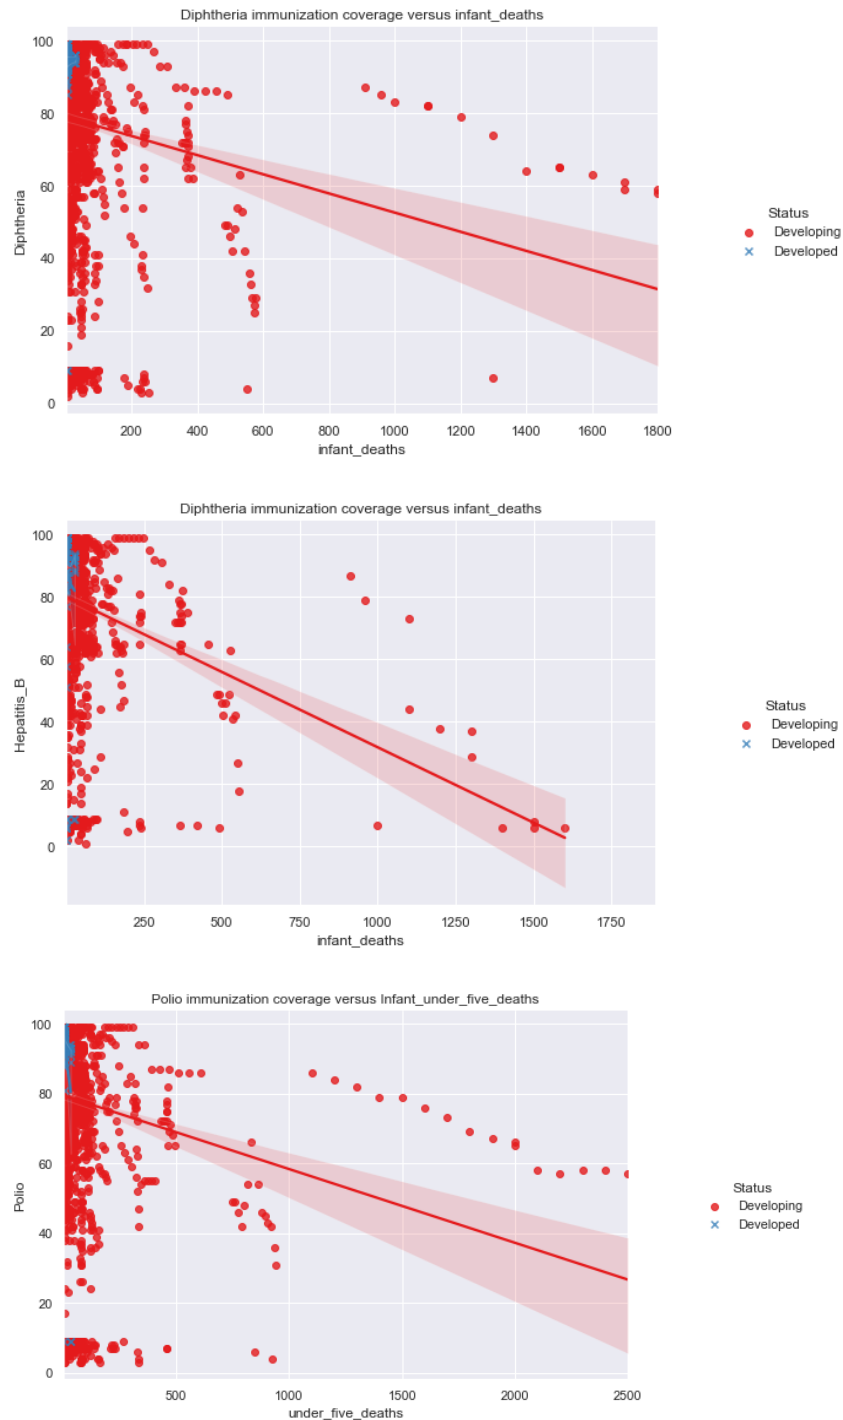 Diphtheria immunization coverage versus infant_deaths
100
80
60
40
20
0
Diphtheria
200 400 600 800 1000 1200 1400 1600 1800
infant_deaths
Status
Developing
Developed
Diphtheria immunization coverage versus infant_deaths
100
80
60
40
20
0
Hepatitis_B
250 500 750 1000 1250 1500 1750
infant_deaths
Status
Developing
Developed
Polio immunization coverage versus Infant_under_five_deaths
100
80
60
40
20
0
Polio
500 1000 1500 2000 2500
under_five_deaths
Status
Developing
Developed